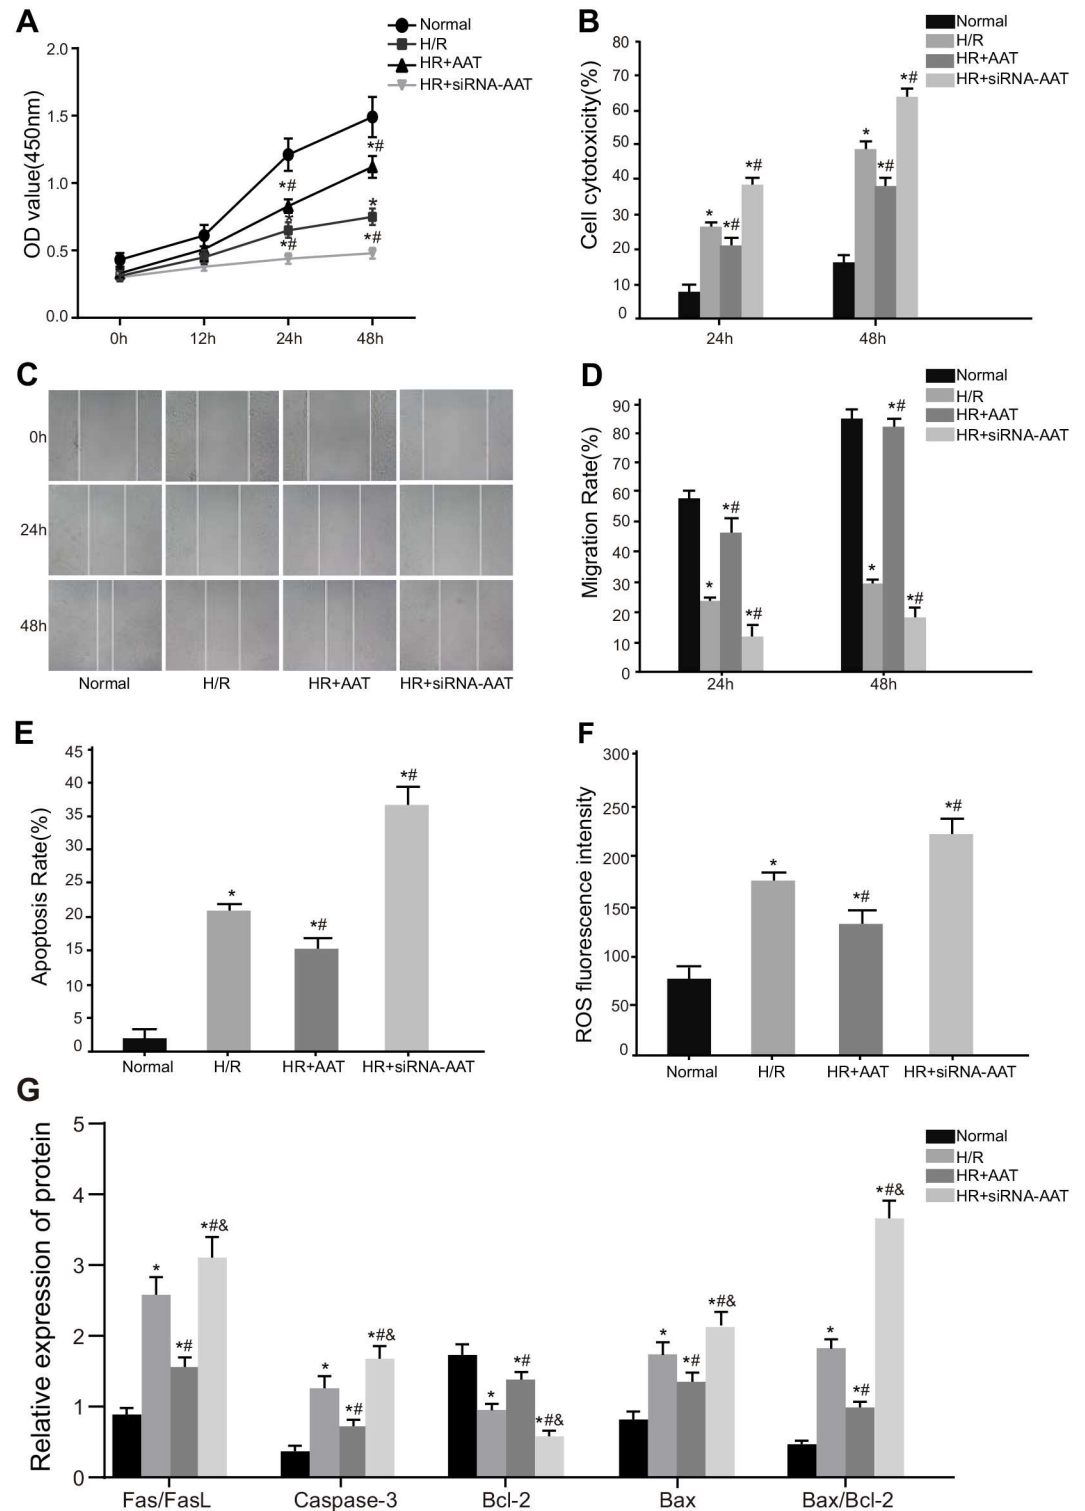 A
Normal
H/R
HR+AAT
HR+siRNA-AAT
OD value(450nm)
2.0
1.5
1.0
0.5
0.0
*#
*
*#
*#
*
*#
0h
12h
24h
48h
B
Normal
H/R
HR+AAT
HR+siRNA-AAT
Cell cytotoxicity(%)
80
70
60
50
40
30
20
10
0
*
*#
*#
*
*#
*#
24h
48h
C
0h
24h
48h
Normal
H/R
HR+AAT
HR+siRNA-AAT
D
Normal
H/R
HR+AAT
HR+siRNA-AAT
Migration Rate(%)
90
80
70
60
50
40
30
20
10
0
*
*#
*#
*
*#
*#
24h
48h
E
Apoptosis Rate(%)
45
40
35
30
25
20
15
10
5
0
*
*#
*#
Normal
H/R
HR+AAT
HR+siRNA-AAT
F
ROS fluorescence intensity
300
250
200
150
100
50
0
*
*#
*#
Normal
H/R
HR+AAT
HR+siRNA-AAT
G
Normal
H/R
HR+AAT
HR+siRNA-AAT
Relative expression of protein
5
4
3
2
1
0
*
*#
*#&
*
*#
*#&
*
*#
*#&
*
*#
*#&
*
*#
*#&
Fas/FasL
Caspase-3
Bcl-2
Bax
Bax/Bcl-2